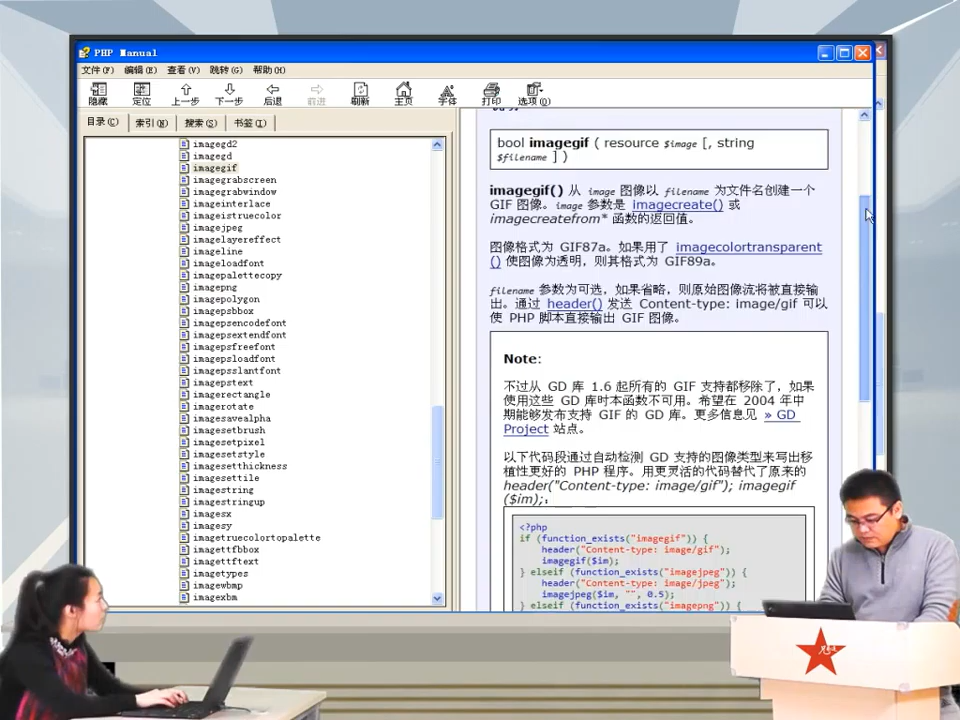 PHP Manual
文件(F) 编辑(E) 查看(V) 跳转(G) 帮助(H)
隐藏 定位 上一步 下一步 后退 前进 刷新 主页 字体 打印 选项(O)
目录(C) 索引(N) 搜索(S) 书签(I)
imagegd2
imagegd
imagegif
imagegrabscreen
imagegrabwindow
imageinterlace
imageistruecolor
imagejpeg
imagelayereffect
imageline
imageloadfont
imagepalettecopy
imagepng
imagepolygon
imagepsbbox
imagepsencodefont
imagepsextendfont
imagepsfreefont
imagepsloadfont
imagepsslantfont
imagepstext
imagerectangle
imagerotate
imagesavealpha
imagesetbrush
imagesetpixel
imagesetstyle
imagesetthickness
imagesettile
imagestring
imagestringup
imagesx
imagesy
imagetruecolortopalette
imagettfbbox
imagettftext
imagetypes
imagewbmp
imagexbm
bool imagegif ( resource $image [, string
$filename ] )
imagegif() 从 image 图像以 filename 为文件名创建一个
GIF 图像。image 参数是 imagecreate() 或
imagecreatefrom* 函数的返回值。
图像格式为 GIF87a。如果用了 imagecolortransparent
() 使图像为透明，则其格式为 GIF89a。
filename 参数为可选，如果省略，则原始图像流将被直接输
出。通过 header() 发送 Content-type: image/gif 可以
使 PHP 脚本直接输出 GIF 图像。
Note:
不过从 GD 库 1.6 起所有的 GIF 支持都移除了，如果
使用这些 GD 库时本函数不可用。希望在 2004 年中
期能够发布支持 GIF 的 GD 库。更多信息见 » GD
Project 站点。
以下代码段通过自动检测 GD 支持的图像类型来写出移
植性更好的 PHP 程序。用更灵活的代码替代了原来的
header("Content-type: image/gif"); imagegif
($im);：
<?php
if (function_exists("imagegif")) {
header("Content-type: image/gif");
imagegif($im);
} elseif (function_exists("imagejpeg")) {
header("Content-type: image/jpeg");
imagejpeg($im, "", 0.5);
} elseif (function_exists("imagepng")) {